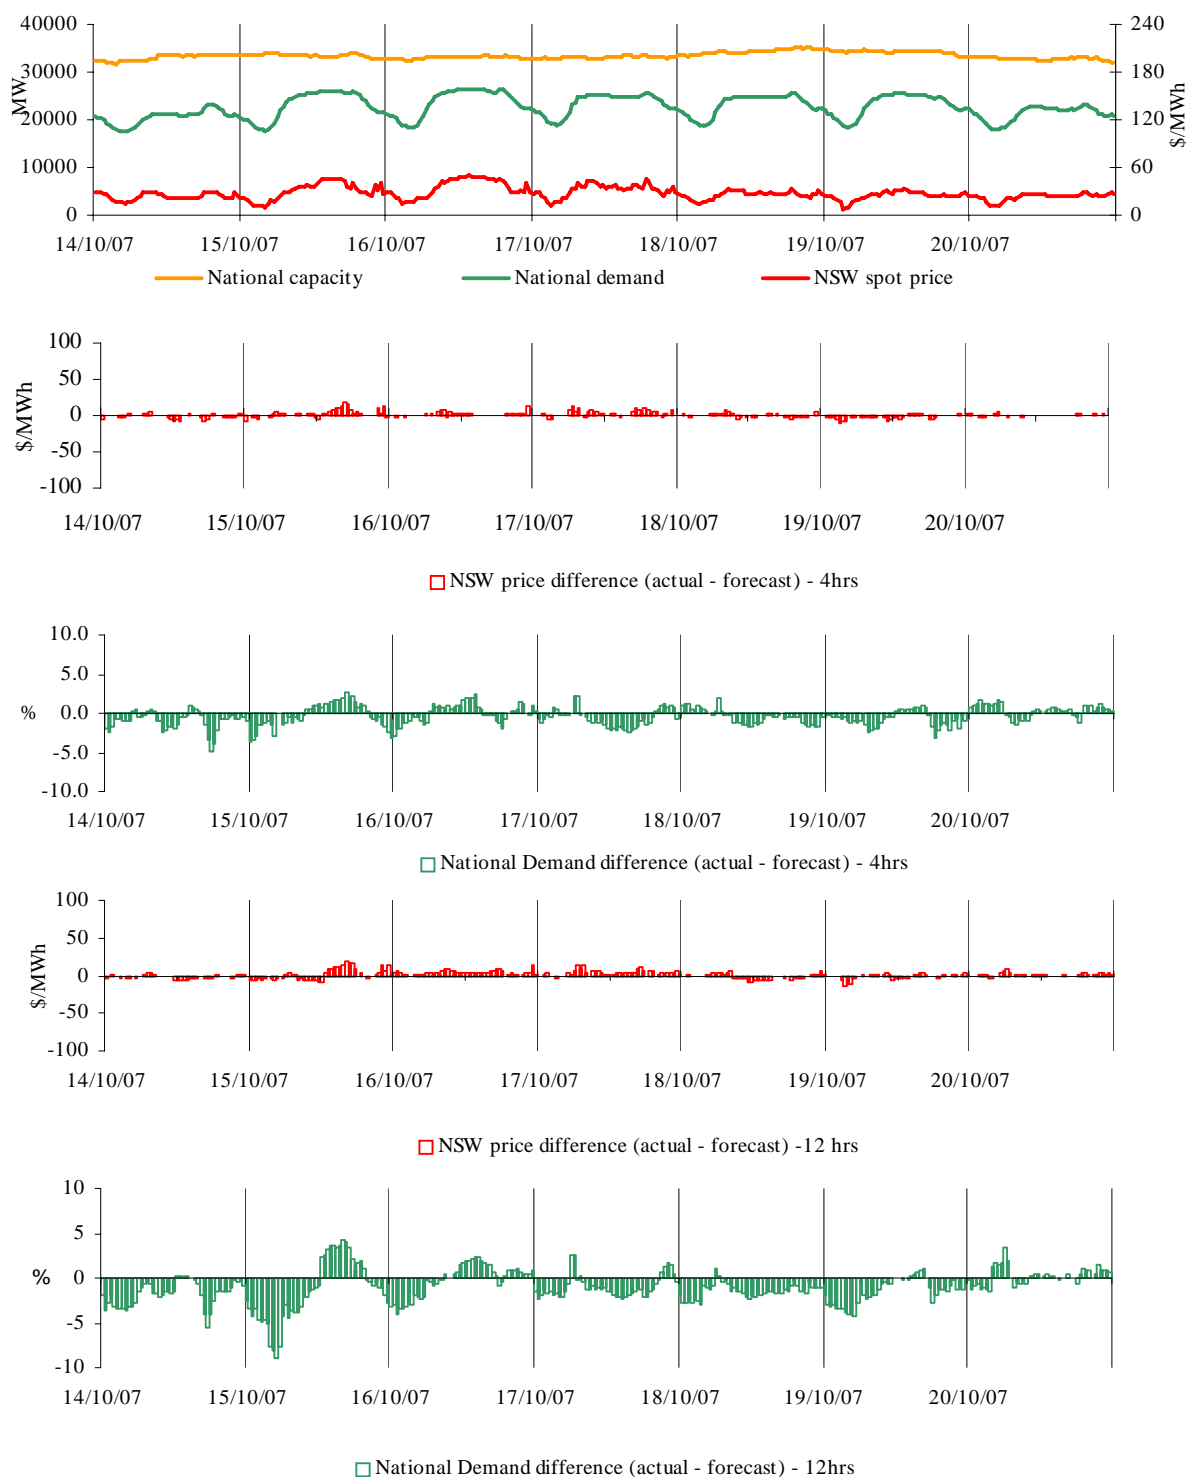 40000 240
30000 180
20000 120
10000 60
0 0
MW
$/MWh
14/10/07 15/10/07 16/10/07 17/10/07 18/10/07 19/10/07 20/10/07
National capacity National demand NSW spot price
100
50
0
-50
-100
$/MWh
14/10/07 15/10/07 16/10/07 17/10/07 18/10/07 19/10/07 20/10/07
NSW price difference (actual - forecast) - 4hrs
10.0
5.0
0.0
-5.0
-10.0
%
14/10/07 15/10/07 16/10/07 17/10/07 18/10/07 19/10/07 20/10/07
National Demand difference (actual - forecast) - 4hrs
100
50
0
-50
-100
$/MWh
14/10/07 15/10/07 16/10/07 17/10/07 18/10/07 19/10/07 20/10/07
NSW price difference (actual - forecast) -12 hrs
10
5
0
-5
-10
%
14/10/07 15/10/07 16/10/07 17/10/07 18/10/07 19/10/07 20/10/07
National Demand difference (actual - forecast) - 12hrs